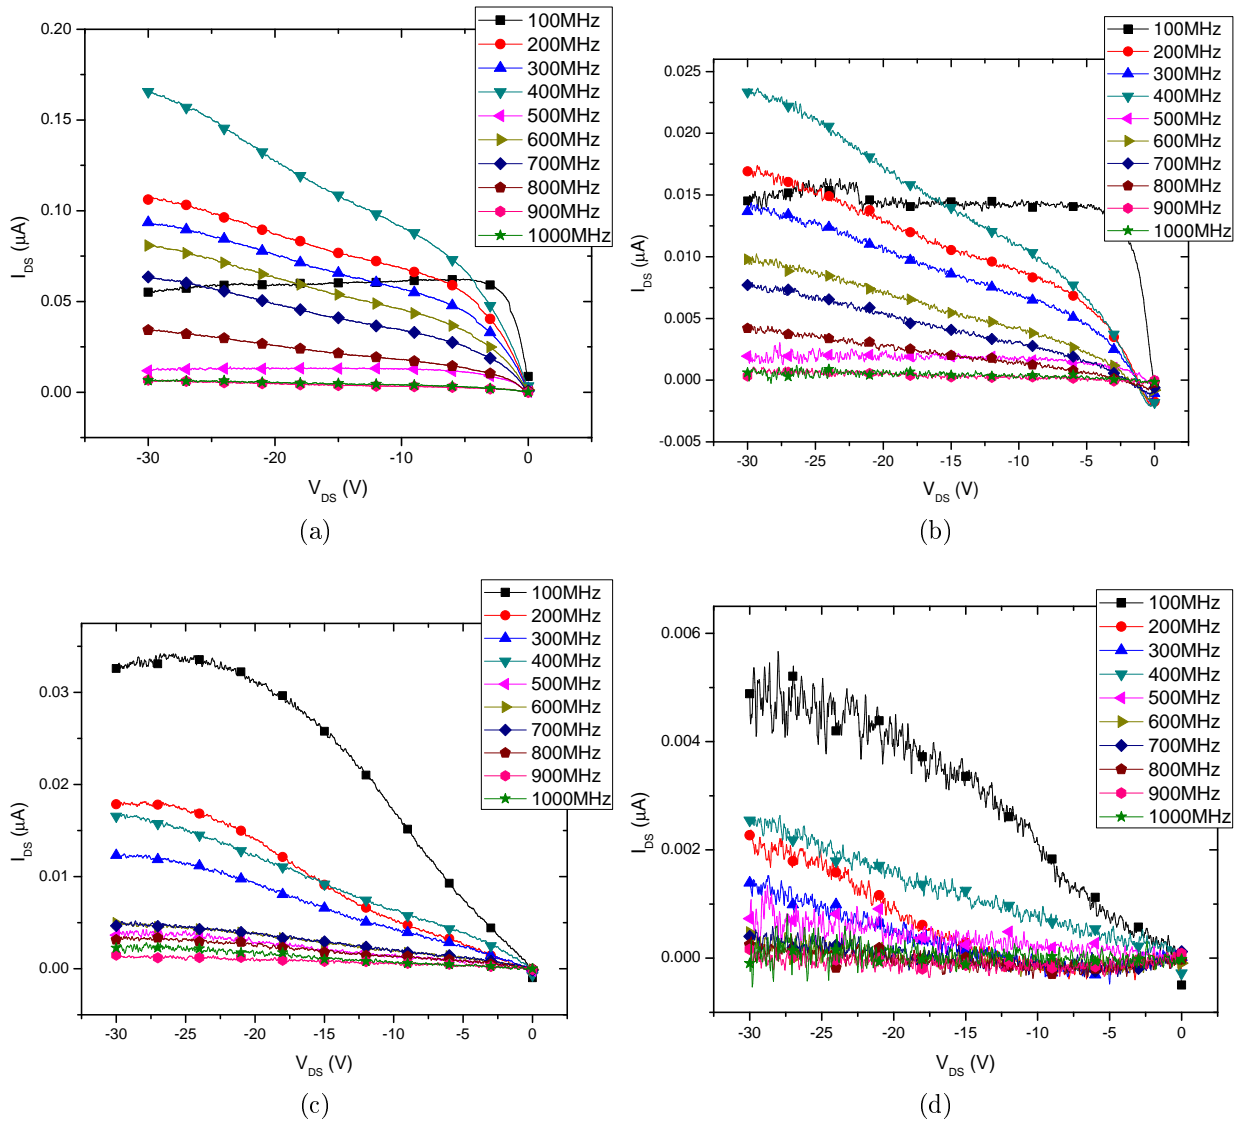 100MHz
200MHz
300MHz
400MHz
500MHz
600MHz
700MHz
800MHz
900MHz
1000MHz
0.20
0.15
0.10
0.05
0.00
I_DS (µA)
-30
-20
-10
0
V_DS (V)
(a)
100MHz
200MHz
300MHz
400MHz
500MHz
600MHz
700MHz
800MHz
900MHz
1000MHz
0.025
0.020
0.015
0.010
0.005
0.000
-0.005
I_DS (µA)
-30
-25
-20
-15
-10
-5
0
V_DS (V)
(b)
100MHz
200MHz
300MHz
400MHz
500MHz
600MHz
700MHz
800MHz
900MHz
1000MHz
0.03
0.02
0.01
0.00
I_DS (µA)
-30
-25
-20
-15
-10
-5
0
V_DS (V)
(c)
100MHz
200MHz
300MHz
400MHz
500MHz
600MHz
700MHz
800MHz
900MHz
1000MHz
0.006
0.004
0.002
0.000
I_DS (µA)
-30
-25
-20
-15
-10
-5
0
V_DS (V)
(d)